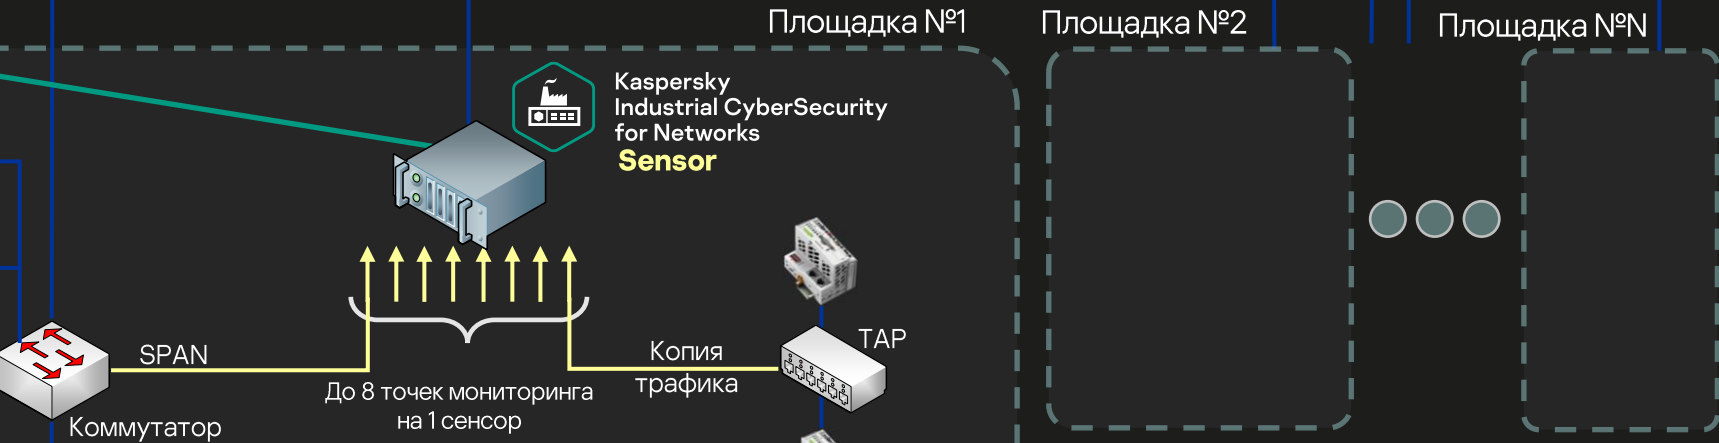 Площадка №1
Площадка №2
Площадка №N
Kaspersky
Industrial CyberSecurity
for Networks
Sensor
SPAN
Коммутатор
До 8 точек мониторинга
на 1 сенсор
Копия
трафика
TAP